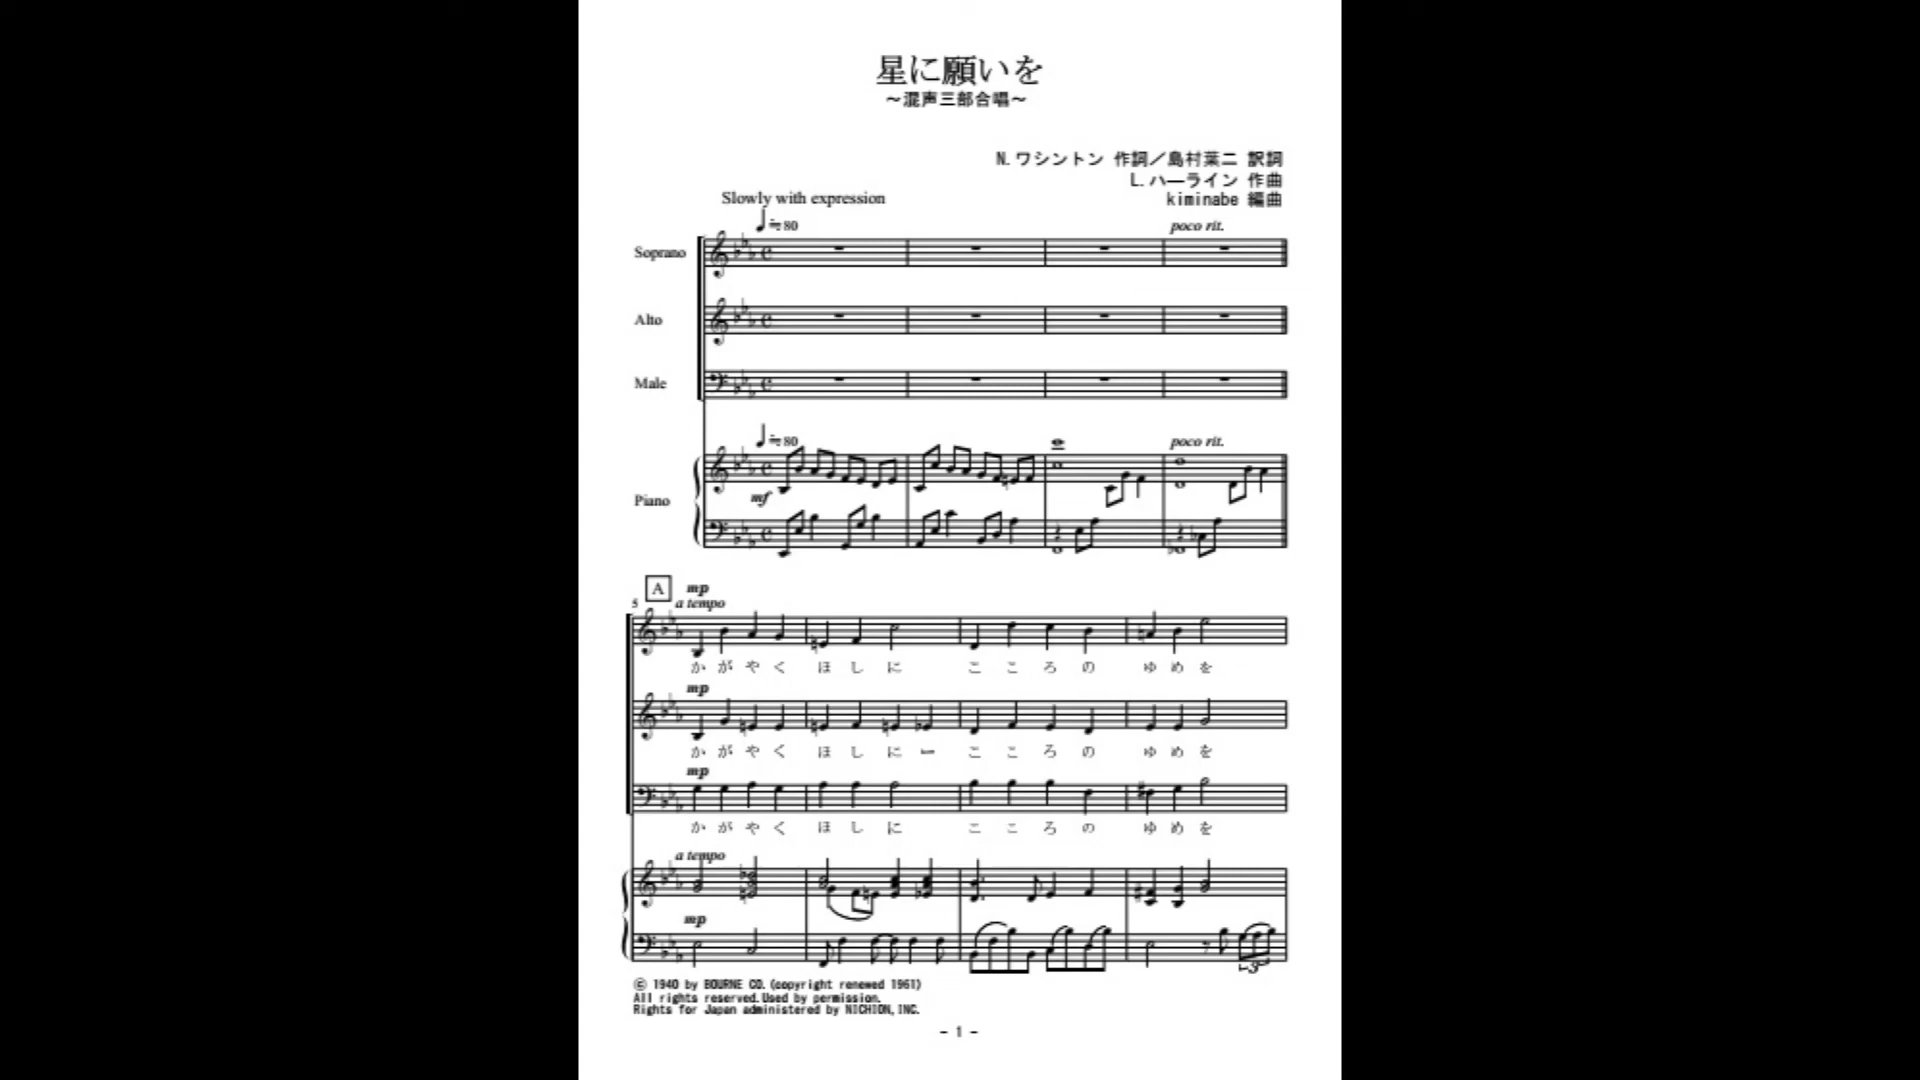 星に願いを
～混声三部合唱～
N.ワシントン 作詞／島村葉二 訳詞
L.ハーライン 作曲
kiminabe 編曲
Slowly with expression
♩≒80
poco rit.
Soprano
Alto
Male
♩≒80
poco rit.
mf
Piano
A mp
5 a tempo
か が や く ほ し に こ こ ろ の ゆ め を
mp
か が や く ほ し に ー こ こ ろ の ゆ め を
mp
か が や く ほ し に こ こ ろ の ゆ め を
a tempo
mp
3
© 1940 by BOURNE CO. (copyright renewed 1961)
All rights reserved. Used by permission.
Rights for Japan administered by NICHION, INC.
- 1 -